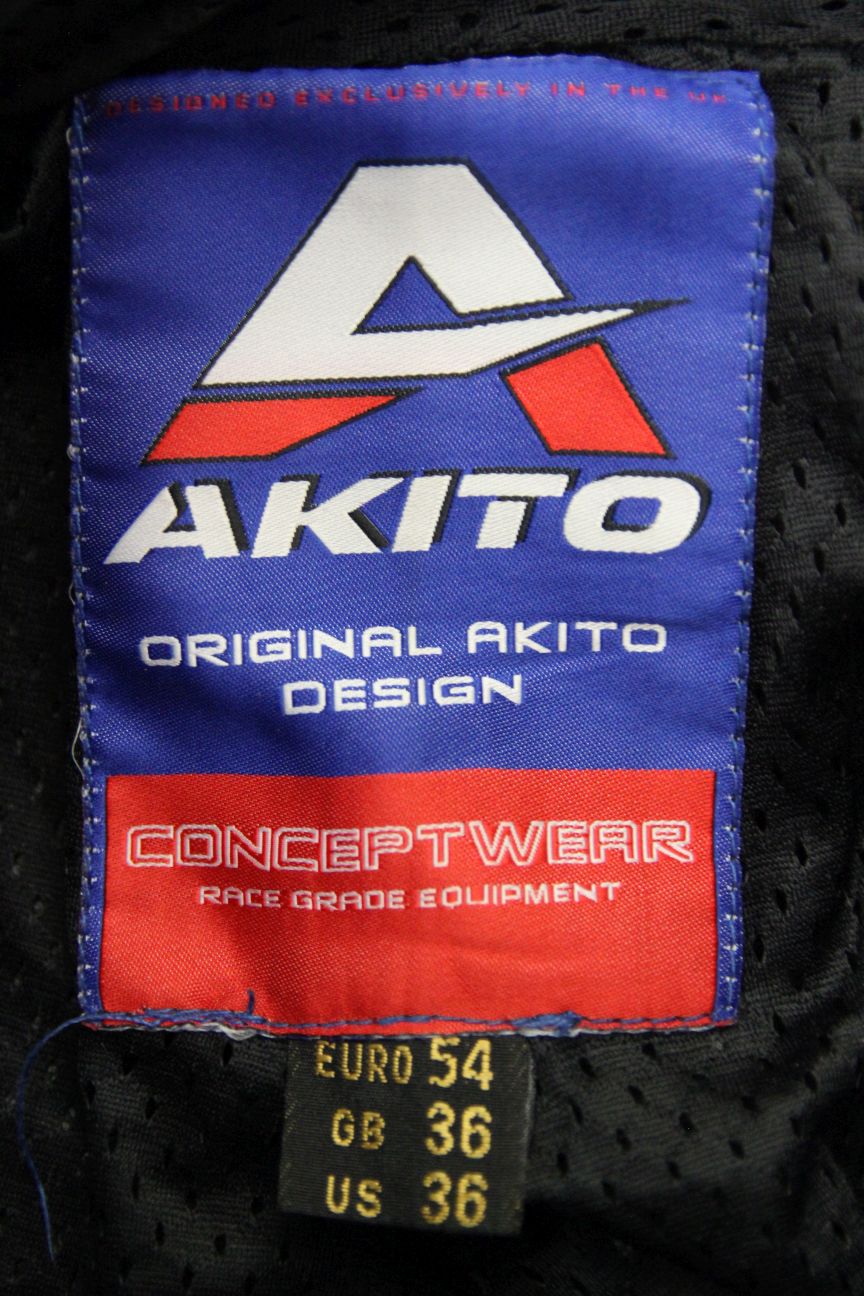 DESIGNED EXCLUSIVELY IN THE UK
AKITO
ORIGINAL AKITO
DESIGN
CONCEPTWEAR
RACE GRADE EQUIPMENT
EURO 54
GB 36
US 36